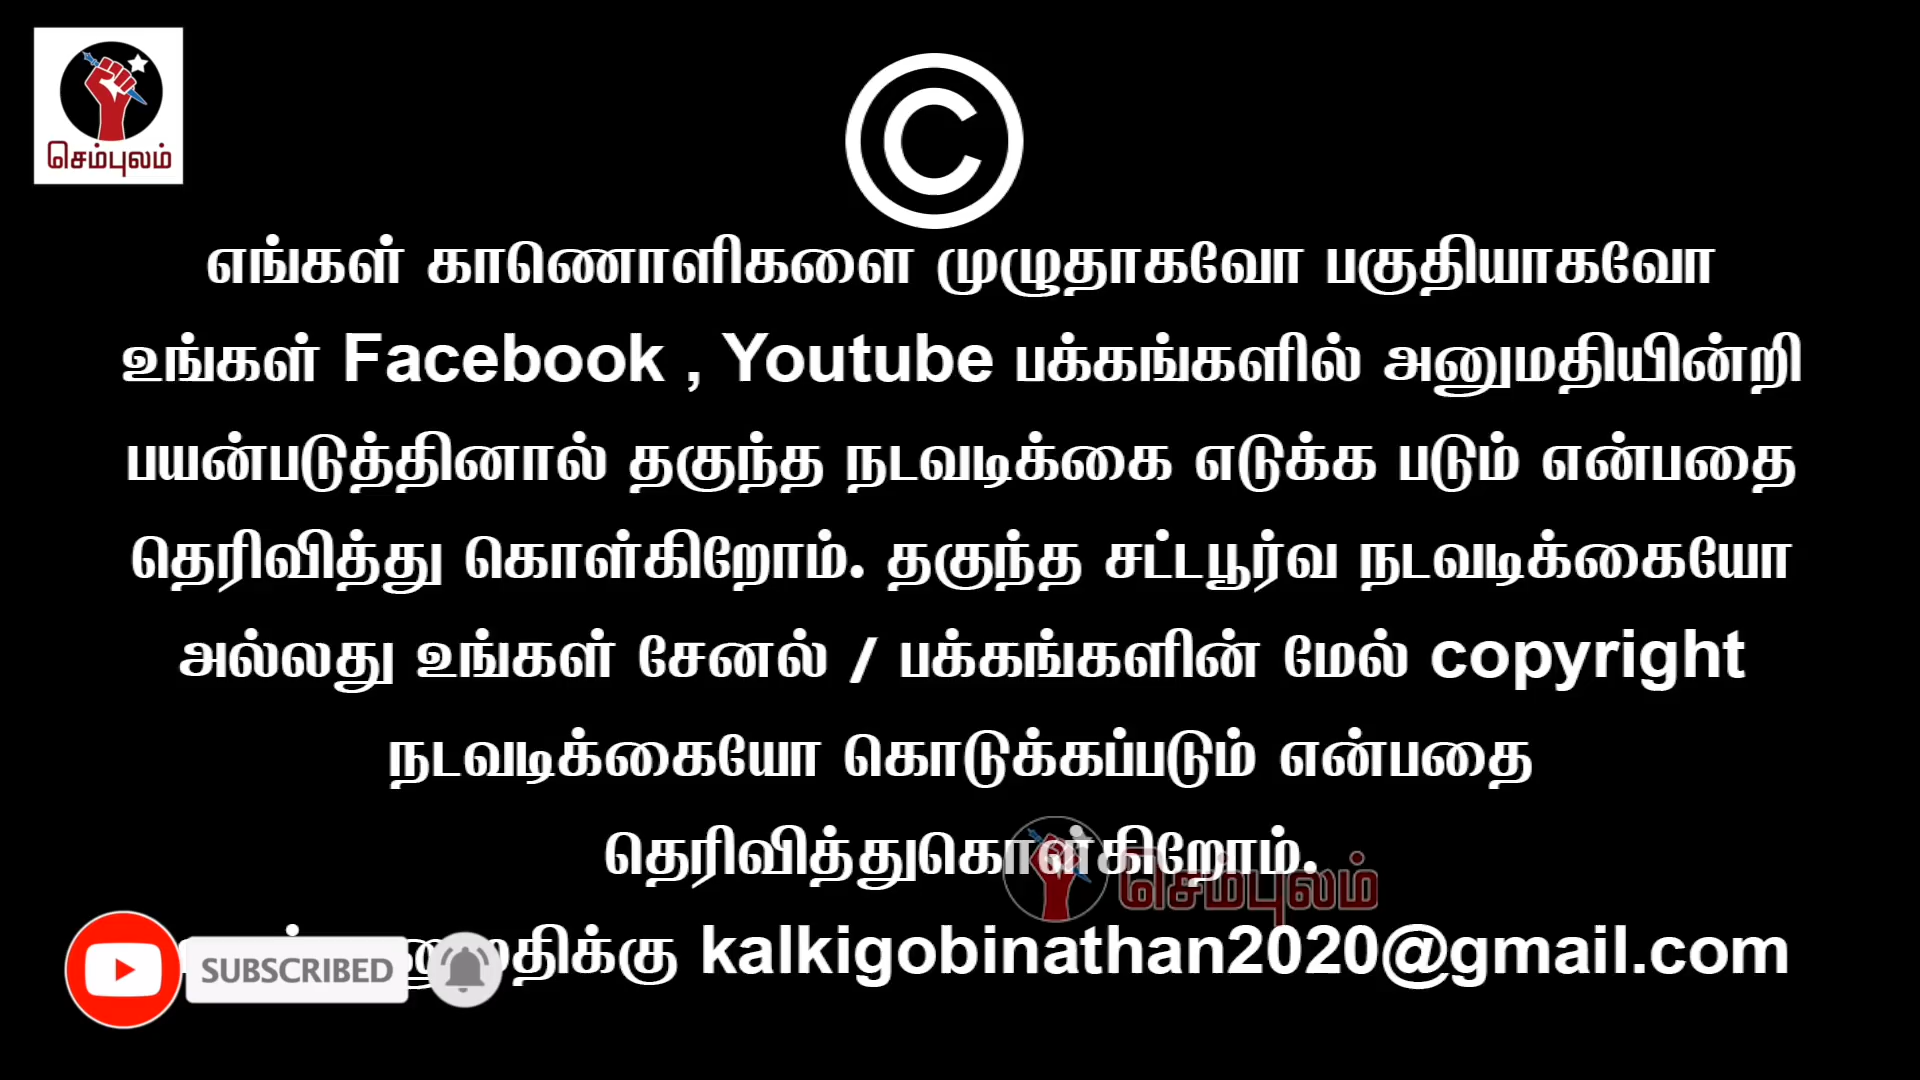 செம்புலம்
©
எங்கள் காணொளிகளை முழுதாகவோ பகுதியாகவோ
உங்கள் Facebook , Youtube பக்கங்களில் அனுமதியின்றி
பயன்படுத்தினால் தகுந்த நடவடிக்கை எடுக்க படும் என்பதை
தெரிவித்து கொள்கிறோம். தகுந்த சட்டபூர்வ நடவடிக்கையோ
அல்லது உங்கள் சேனல் / பக்கங்களின் மேல் copyright
நடவடிக்கையோ கொடுக்கப்படும் என்பதை
தெரிவித்துகொள்கிறோம்.
செம்புலம்
kalkigobinathan2020@gmail.com
SUBSCRIBED